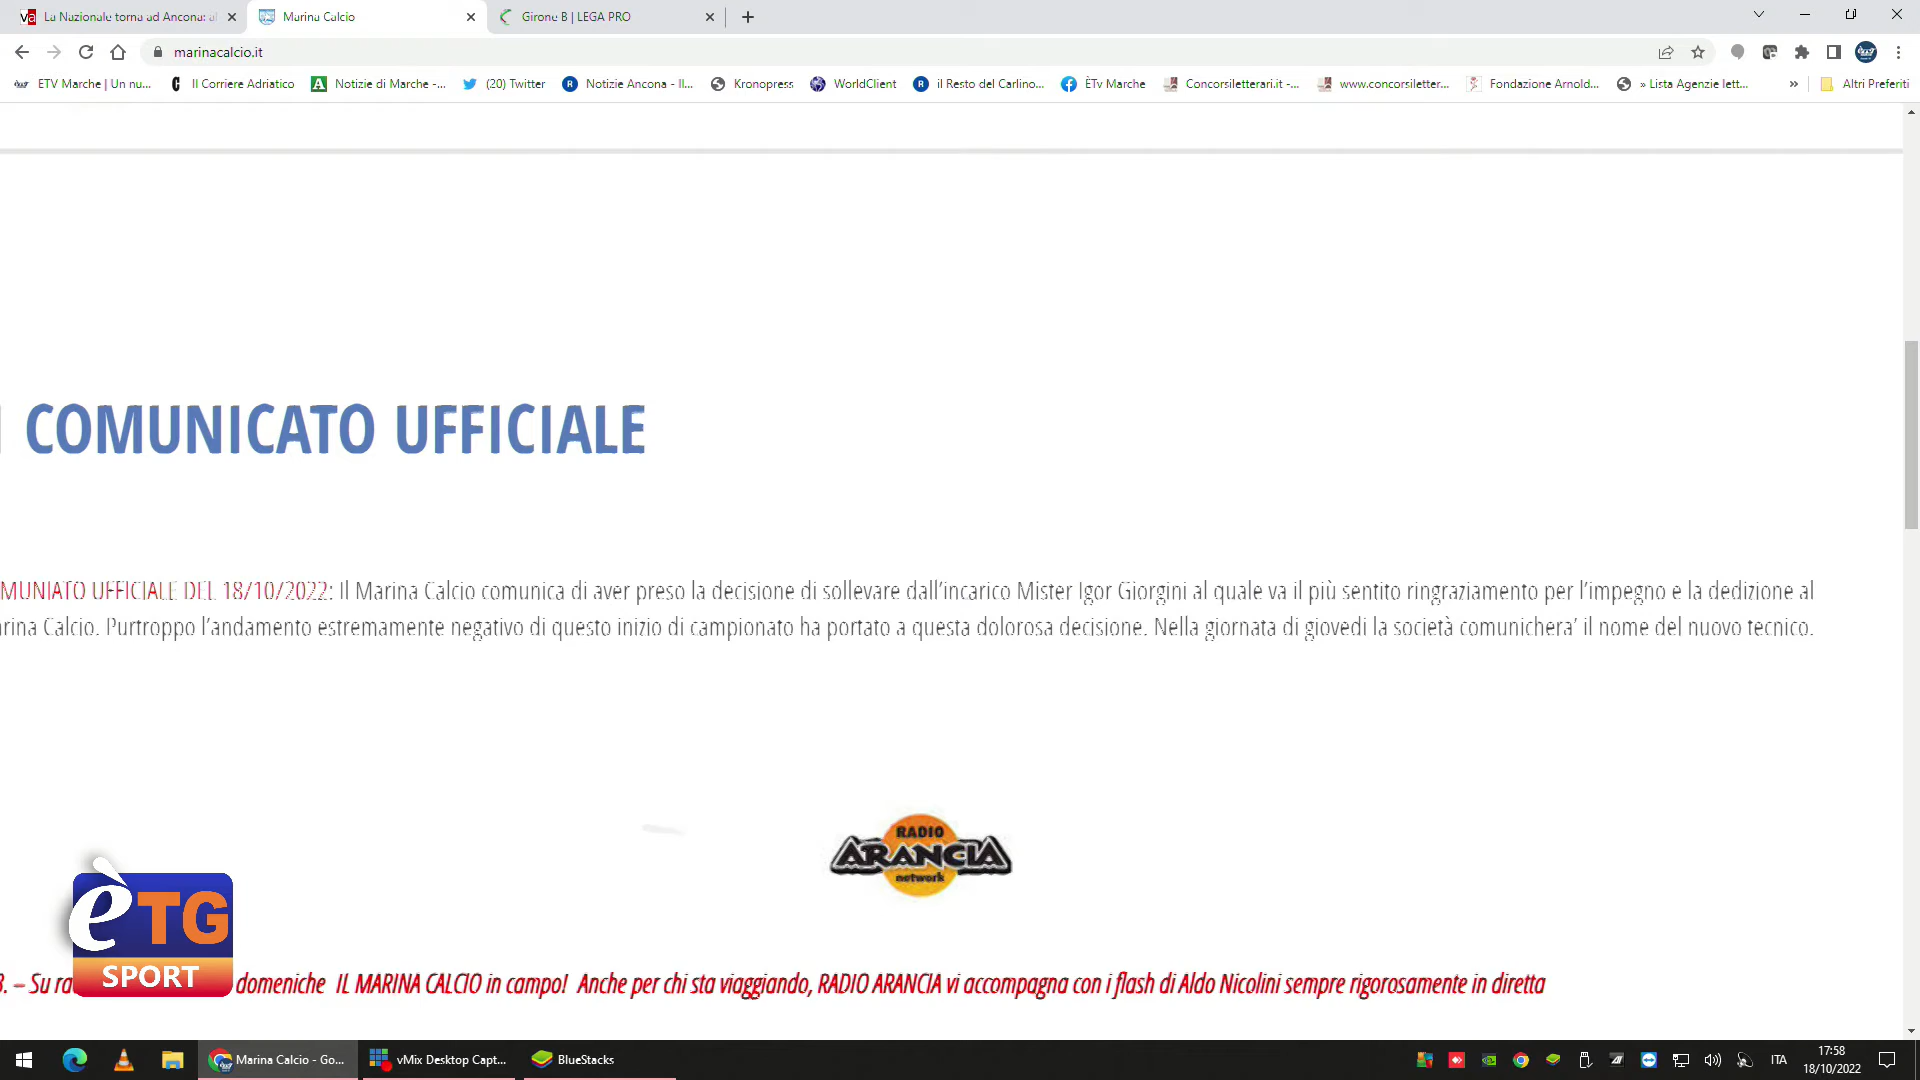 La Nazionale torna ad Ancona: al
Marina Calcio
Girone B | LEGA PRO
marinacalcio.it
ETV Marche | Un nu...
Il Corriere Adriatico
Notizie di Marche -...
(20) Twitter
Notizie Ancona - Il...
Kronopress
WorldClient
il Resto del Carlino...
ÈTv Marche
Concorsiletterari.it -...
www.concorsiletter...
Fondazione Arnold...
» Lista Agenzie lett...
»
Altri Preferiti
COMUNICATO UFFICIALE
MUNIATO UFFICIALE DEL 18/10/2022: Il Marina Calcio comunica di aver preso la decisione di sollevare dall’incarico Mister Igor Giorgini al quale va il più sentito ringraziamento per l’impegno e la dedizione al
rina Calcio. Purtroppo l’andamento estremamente negativo di questo inizio di campionato ha portato a questa dolorosa decisione. Nella giornata di giovedi la società comunichera’ il nome del nuovo tecnico.
RADIO
ARANCIA
network
èTG
SPORT
. – Su ra domeniche IL MARINA CALCIO in campo! Anche per chi sta viaggiando, RADIO ARANCIA vi accompagna con i flash di Aldo Nicolini sempre rigorosamente in diretta
Marina Calcio - Go...
vMix Desktop Capt...
BlueStacks
ITA
17:58
18/10/2022